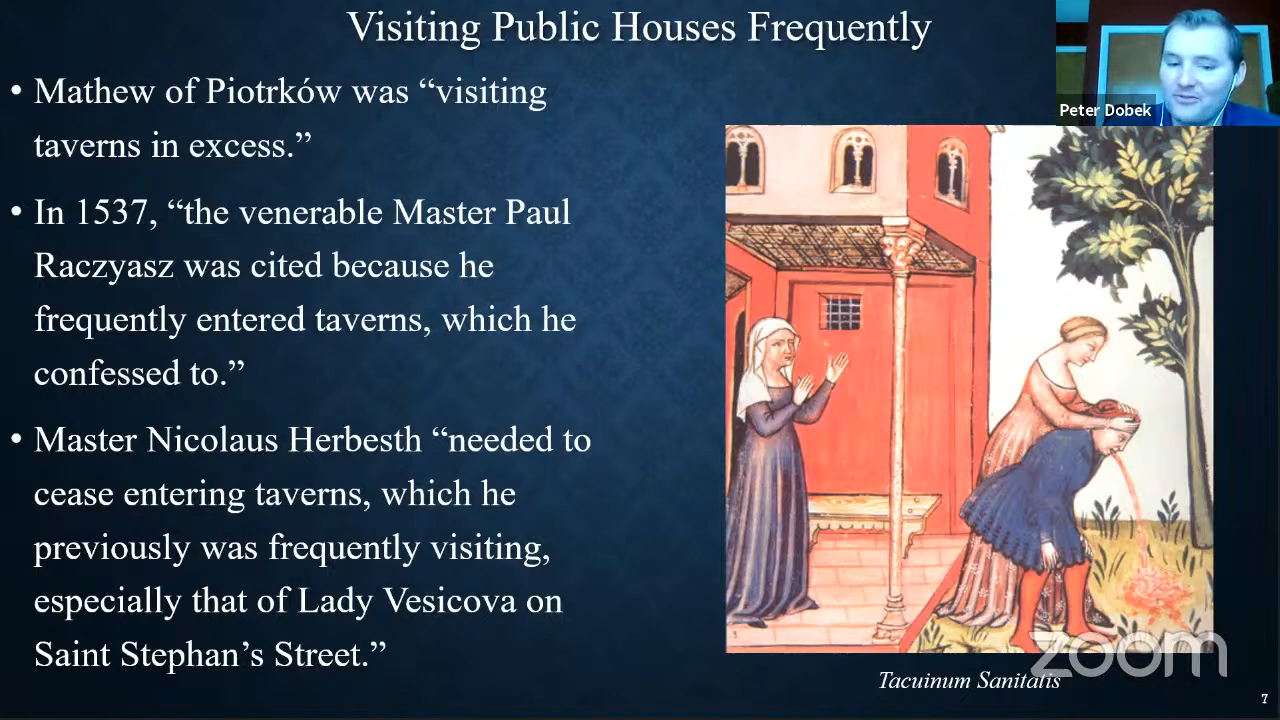 Visiting Public Houses Frequently
Peter Dobek
• Mathew of Piotrków was “visiting
taverns in excess.”
• In 1537, “the venerable Master Paul
Raczyasz was cited because he
frequently entered taverns, which he
confessed to.”
• Master Nicolaus Herbesth “needed to
cease entering taverns, which he
previously was frequently visiting,
especially that of Lady Vesicova on
Saint Stephan’s Street.”
zoom
Tacuinum Sanitatis
7